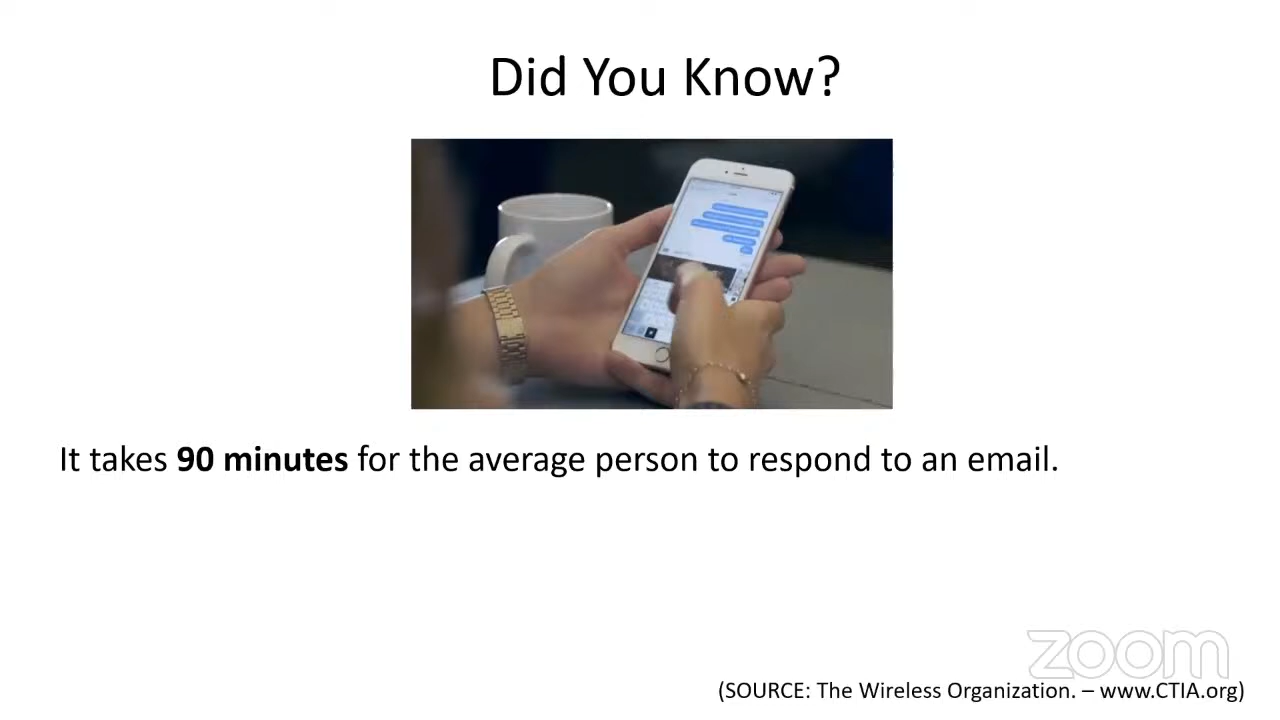 Did You Know?
It takes 90 minutes for the average person to respond to an email.
zoom
(SOURCE: The Wireless Organization. – www.CTIA.org)